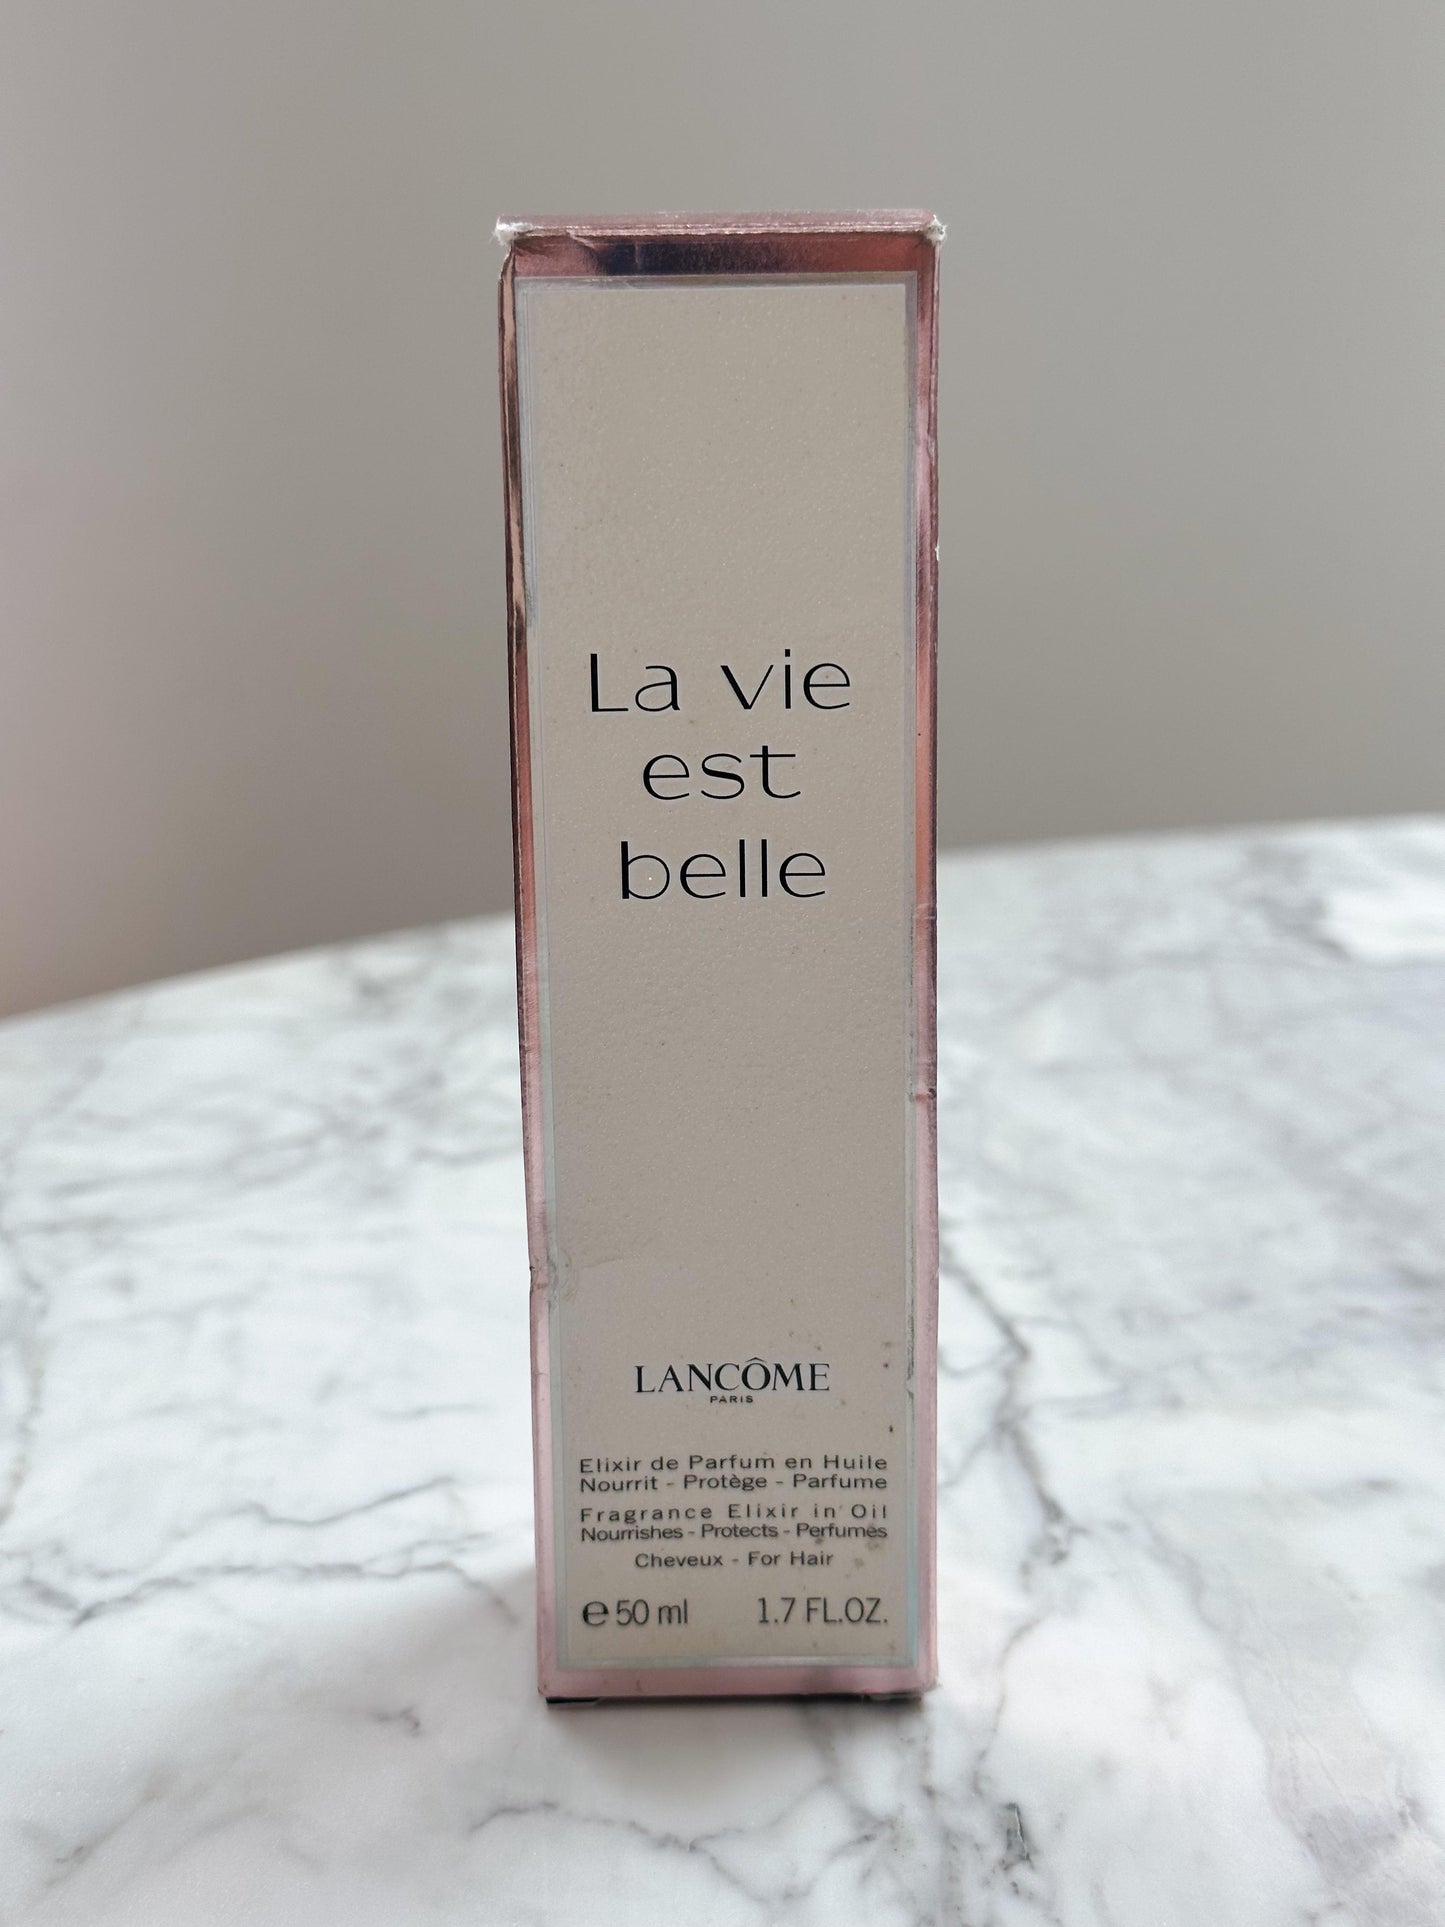 La vie
est
belle
LANCÔME
PARIS
Elixir de Parfum en Huile
Nourrit - Protège - Parfume
Fragrance Elixir in Oil
Nourrishes - Protects - Perfumes
Cheveux - For Hair
℮ 50 ml 1.7 FL.OZ.